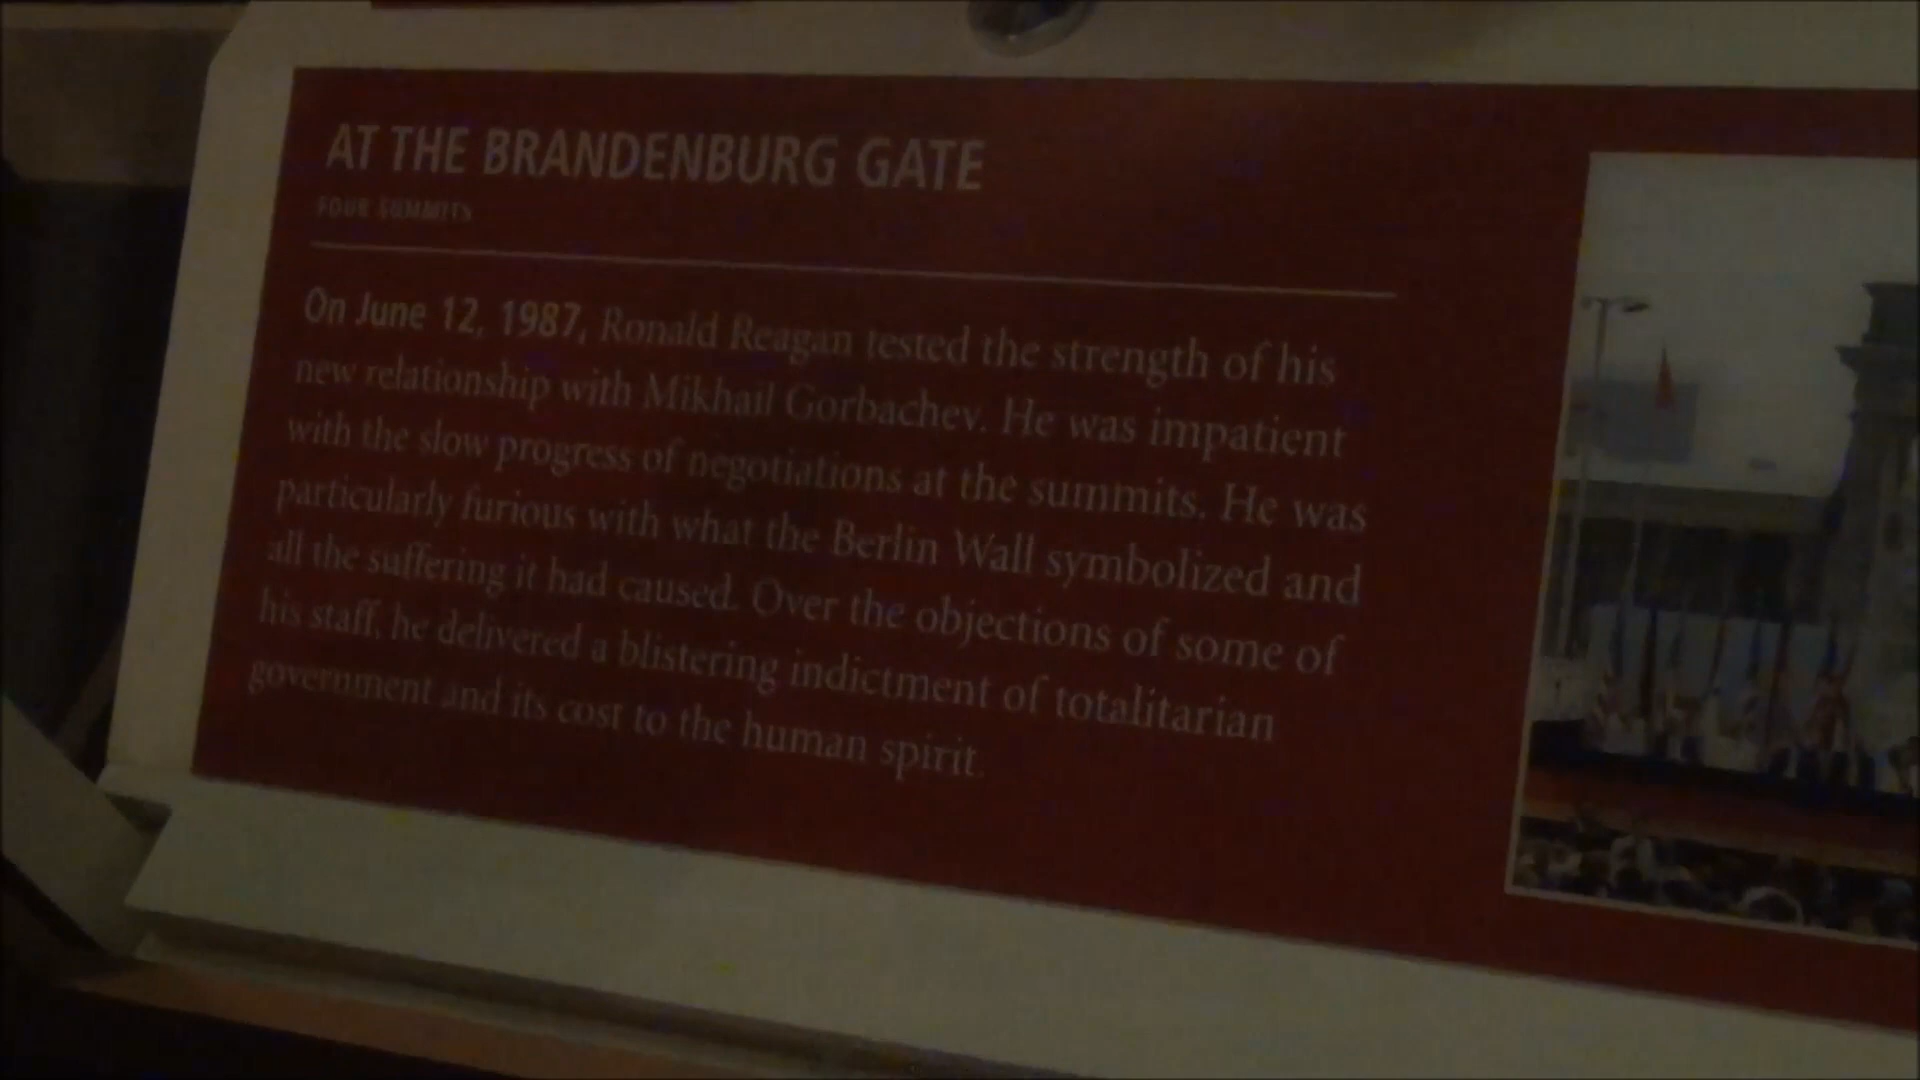 AT THE BRANDENBURG GATE
FOUR SUMMITS
On June 12, 1987, Ronald Reagan tested the strength of his
new relationship with Mikhail Gorbachev. He was impatient
with the slow progress of negotiations at the summits. He was
particularly furious with what the Berlin Wall symbolized and
all the suffering it had caused. Over the objections of some of
his staff, he delivered a blistering indictment of totalitarian
government and its cost to the human spirit.